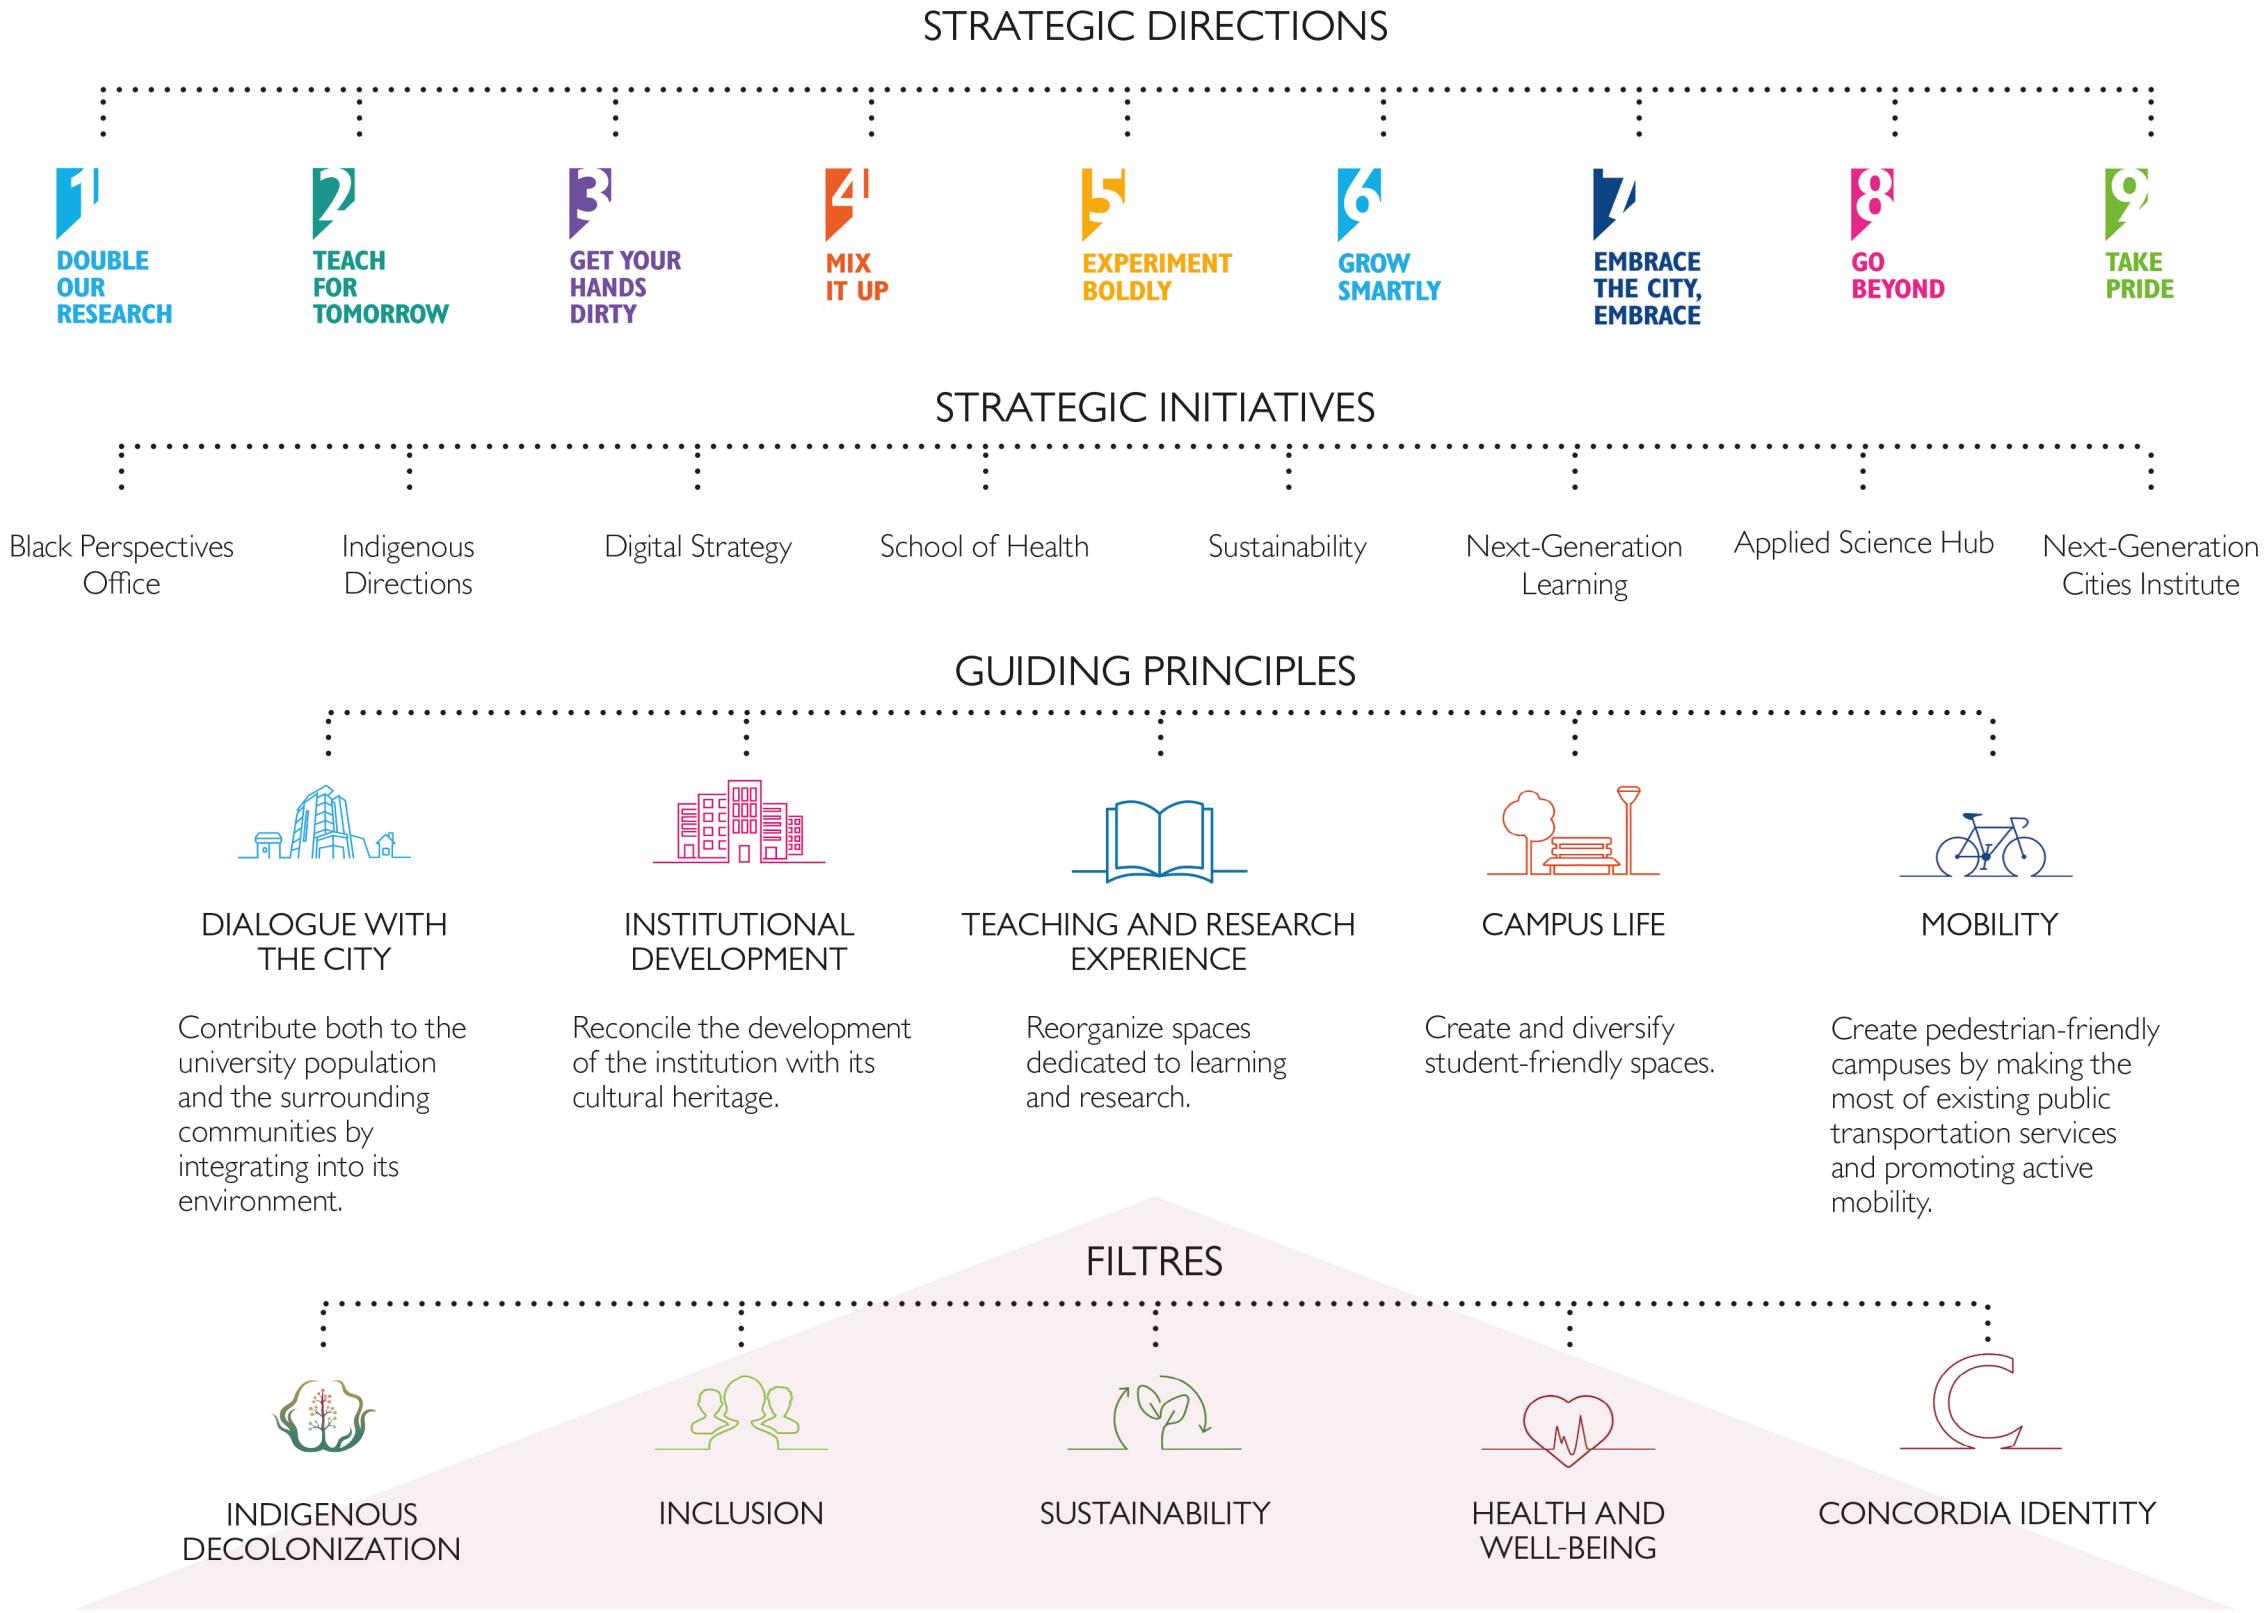 STRATEGIC DIRECTIONS
1
DOUBLE
OUR
RESEARCH
2
TEACH
FOR
TOMORROW
3
GET YOUR
HANDS
DIRTY
4
MIX
IT UP
5
EXPERIMENT
BOLDLY
6
GROW
SMARTLY
7
EMBRACE
THE CITY,
EMBRACE
8
GO
BEYOND
9
TAKE
PRIDE
STRATEGIC INITIATIVES
Black Perspectives
Office
Indigenous
Directions
Digital Strategy
School of Health
Sustainability
Next-Generation
Learning
Applied Science Hub
Next-Generation
Cities Institute
GUIDING PRINCIPLES
DIALOGUE WITH
THE CITY
Contribute both to the
university population
and the surrounding
communities by
integrating into its
environment.
INSTITUTIONAL
DEVELOPMENT
Reconcile the development
of the institution with its
cultural heritage.
TEACHING AND RESEARCH
EXPERIENCE
Reorganize spaces
dedicated to learning
and research.
CAMPUS LIFE
Create and diversify
student-friendly spaces.
MOBILITY
Create pedestrian-friendly
campuses by making the
most of existing public
transportation services
and promoting active
mobility.
FILTRES
INDIGENOUS
DECOLONIZATION
INCLUSION
SUSTAINABILITY
HEALTH AND
WELL-BEING
CONCORDIA IDENTITY